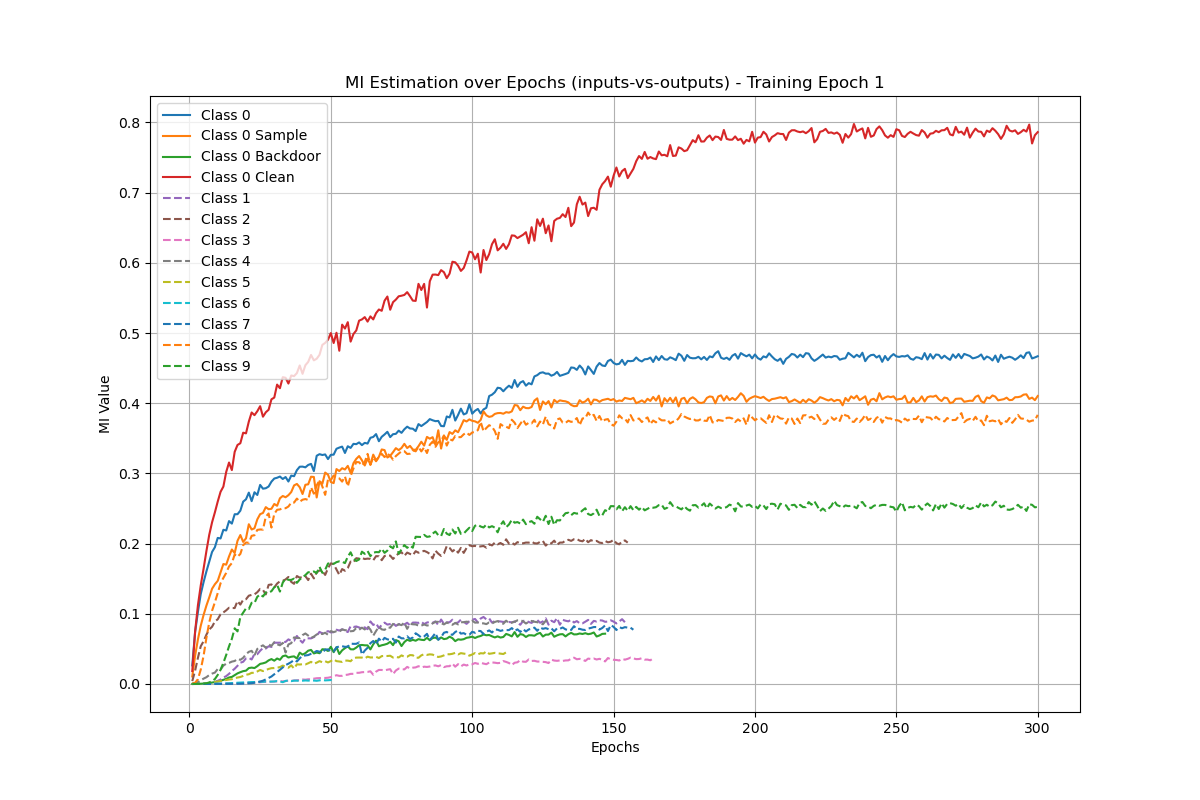 MI Estimation over Epochs (inputs-vs-outputs) - Training Epoch 1
Class 0
Class 0 Sample
Class 0 Backdoor
Class 0 Clean
Class 1
Class 2
Class 3
Class 4
Class 5
Class 6
Class 7
Class 8
Class 9
MI Value
0.8
0.7
0.6
0.5
0.4
0.3
0.2
0.1
0.0
0 50 100 150 200 250 300
Epochs